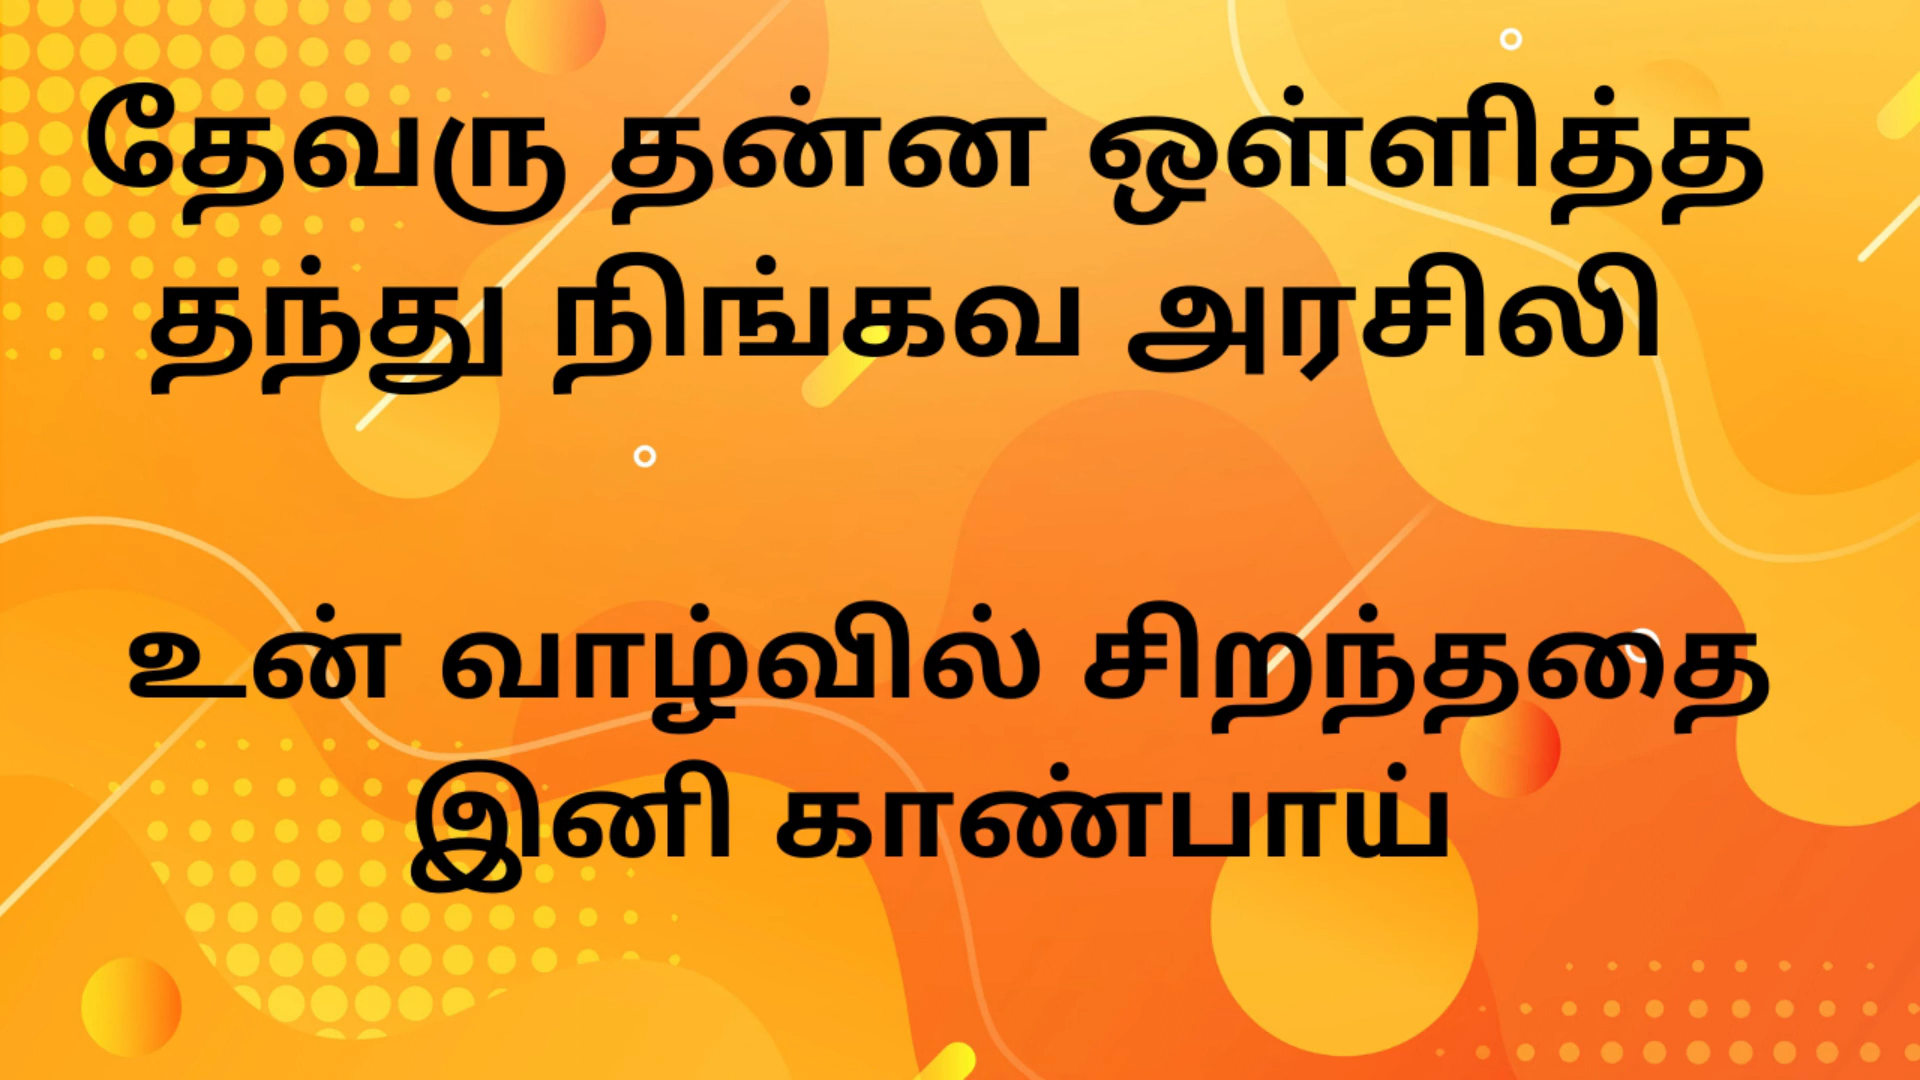 தேவரு தன்ன ஒள்ளித்த
தந்து நிங்கவ அரசிலி
உன் வாழ்வில் சிறந்ததை
இனி காண்பாய்